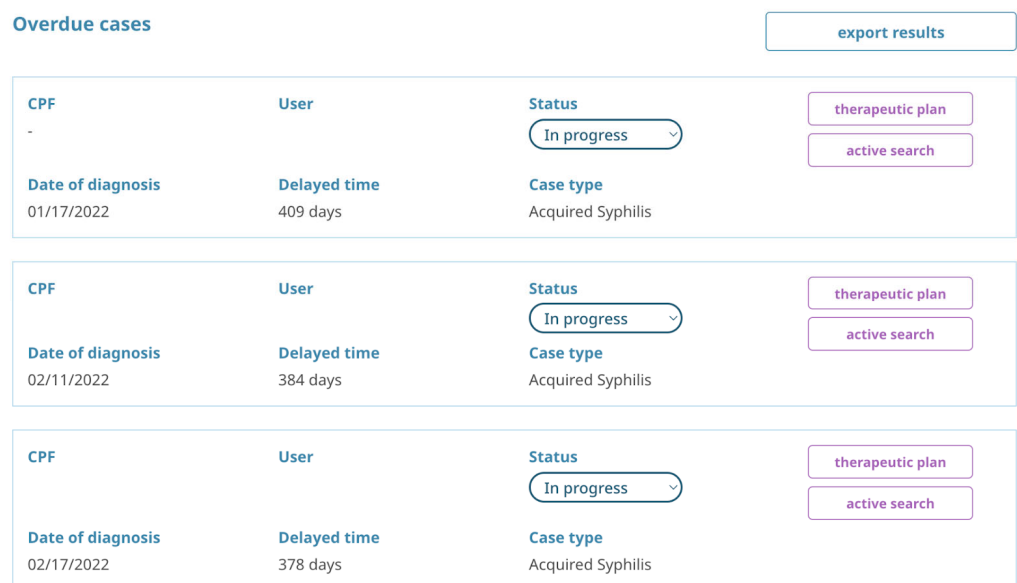 Overdue cases
export results
CPF User Status therapeutic plan
- In progress
active search
Date of diagnosis Delayed time Case type
01/17/2022 409 days Acquired Syphilis
CPF User Status therapeutic plan
In progress
active search
Date of diagnosis Delayed time Case type
02/11/2022 384 days Acquired Syphilis
CPF User Status therapeutic plan
In progress
active search
Date of diagnosis Delayed time Case type
02/17/2022 378 days Acquired Syphilis